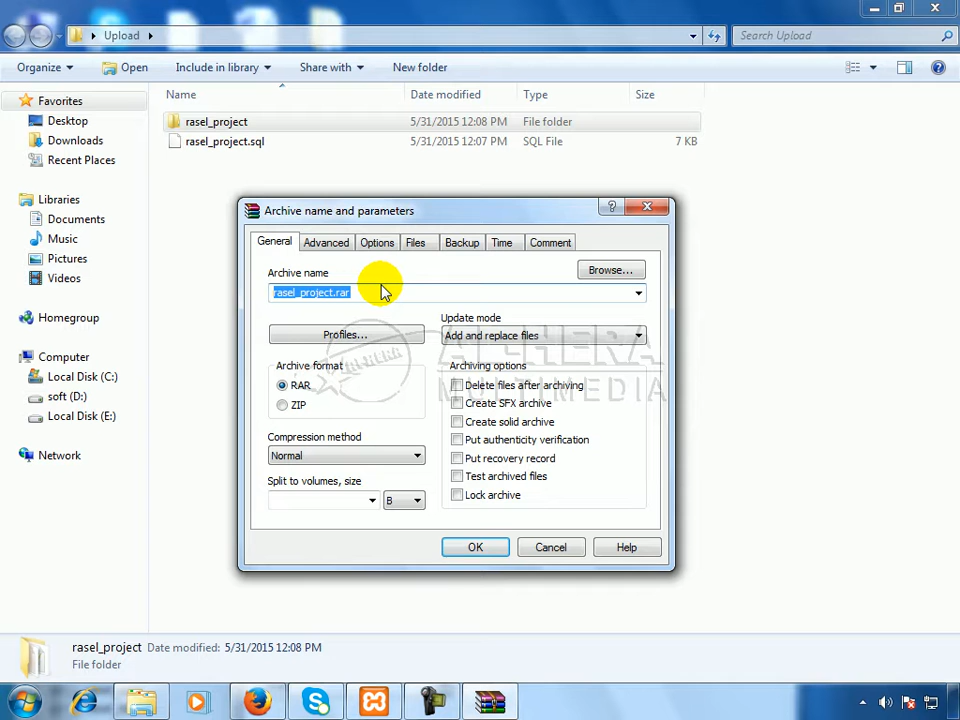 Upload
Search Upload
Organize
Open
Include in library
Share with
New folder
Favorites
Desktop
Downloads
Recent Places
Libraries
Documents
Music
Pictures
Videos
Homegroup
Computer
Local Disk (C:)
soft (D:)
Local Disk (E:)
Network
Name Date modified Type Size
rasel_project 5/31/2015 12:08 PM File folder
rasel_project.sql 5/31/2015 12:07 PM SQL File 7 KB
Archive name and parameters
General Advanced Options Files Backup Time Comment
Archive name
Browse...
rasel_project.rar
Profiles...
Update mode
Add and replace files
Archive format
RAR
ZIP
Compression method
Normal
Split to volumes, size
B
Archiving options
Delete files after archiving
Create SFX archive
Create solid archive
Put authenticity verification
Put recovery record
Test archived files
Lock archive
OK Cancel Help
MULTIMEDIA
rasel_project Date modified: 5/31/2015 12:08 PM
File folder